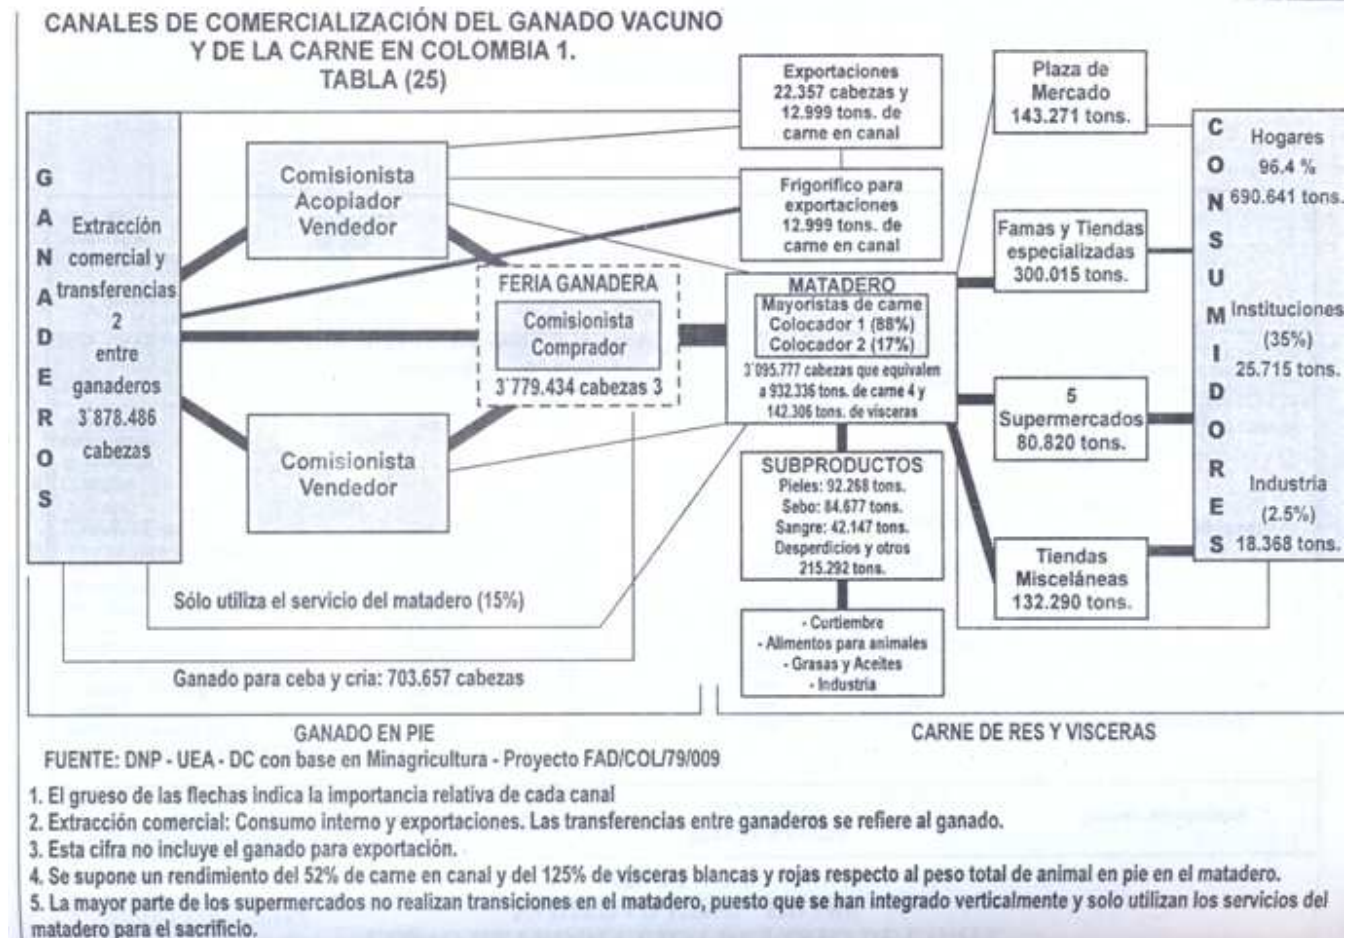 CANALES DE COMERCIALIZACIÓN DEL GANADO VACUNO
Y DE LA CARNE EN COLOMBIA 1.
TABLA (25)
GANADEROS
Extracción
comercial y
transferencias
2
entre
ganaderos
3´878.486
cabezas
Comisionista
Acopiador
Vendedor
Comisionista
Vendedor
FERIA GANADERA
Comisionista
Comprador
3´779.434 cabezas 3
Exportaciones
22.357 cabezas y
12.999 tons. de
carne en canal
Frigorífico para
exportaciones
12.999 tons. de
carne en canal
MATADERO
Mayoristas de carne
Colocador 1 (88%)
Colocador 2 (17%)
3´095.777 cabezas que equivalen
a 932.336 tons. de carne 4 y
142.306 tons. de visceras
SUBPRODUCTOS
Pieles: 92.268 tons.
Sebo: 84.677 tons.
Sangre: 42.147 tons.
Desperdicios y otros
215.292 tons.
- Curtiembre
- Alimentos para animales
- Grasas y Aceites
- Industria
Plaza de
Mercado
143.271 tons.
Famas y Tiendas
especializadas
300.015 tons.
5
Supermercados
80.820 tons.
Tiendas
Misceláneas
132.290 tons.
CONSUMIDORES
Hogares
96.4 %
690.641 tons.
Instituciones
(35%)
25.715 tons.
Industria
(2.5%)
18.368 tons.
Sólo utiliza el servicio del matadero (15%)
Ganado para ceba y cria: 703.657 cabezas
GANADO EN PIE
CARNE DE RES Y VISCERAS
FUENTE: DNP - UEA - DC con base en Minagricultura - Proyecto FAD/COL/79/009
1. El grueso de las flechas indica la importancia relativa de cada canal
2. Extracción comercial: Consumo interno y exportaciones. Las transferencias entre ganaderos se refiere al ganado.
3. Esta cifra no incluye el ganado para exportación.
4. Se supone un rendimiento del 52% de carne en canal y del 125% de visceras blancas y rojas respecto al peso total de animal en pie en el matadero.
5. La mayor parte de los supermercados no realizan transiciones en el matadero, puesto que se han integrado verticalmente y solo utilizan los servicios del
matadero para el sacrificio.